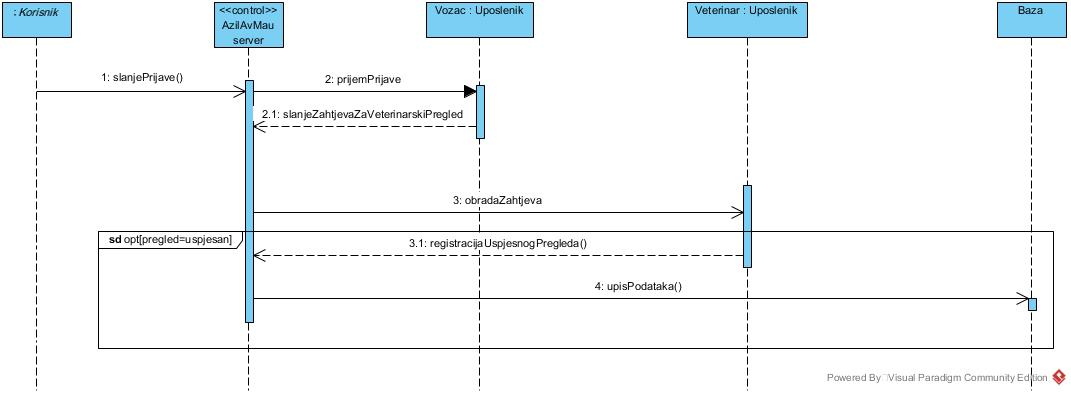 : Korisnik
<<control>>
AzilAvMau
server
Vozac : Uposlenik
Veterinar : Uposlenik
Baza
1: slanjePrijave()
2: prijemPrijave
2.1: slanjeZahtjevaZaVeterinarskiPregled
3: obradaZahtjeva
sd opt[pregled=uspjesan]
3.1: registracijaUspjesnogPregleda()
4: upisPodataka()
Powered By Visual Paradigm Community Edition